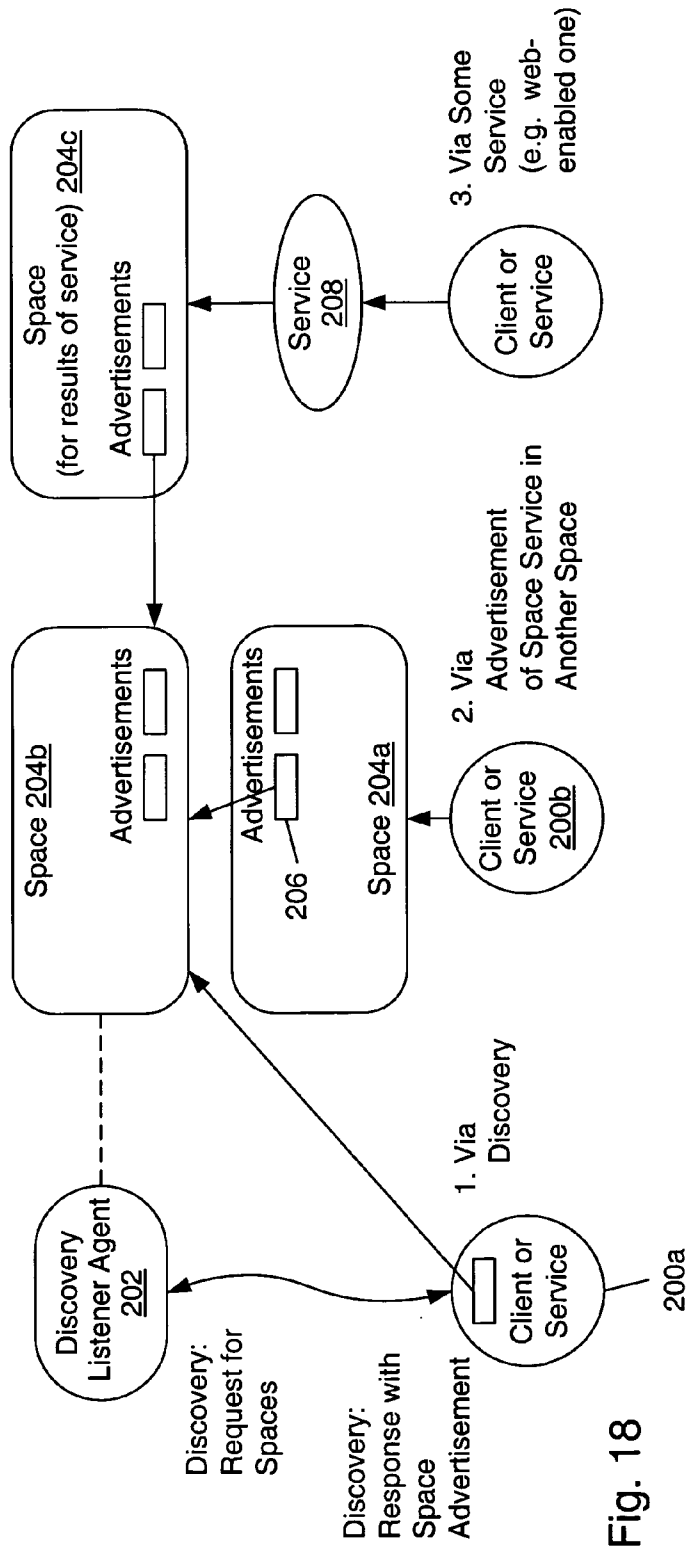 Discovery
Listener Agent
202
Space 204b
Advertisements
Space
(for results of service) 204c
Advertisements
Discovery:
Request for
Spaces
Discovery:
Response with
Space
Advertisement
206
Advertisements
Space 204a
Service
208
Client or
Service
200a
1. Via
Discovery
Client or
Service
200b
2. Via
Advertisement
of Space Service in
Another Space
Client or
Service
3. Via Some
Service
(e.g. web-
enabled one)
Fig. 18